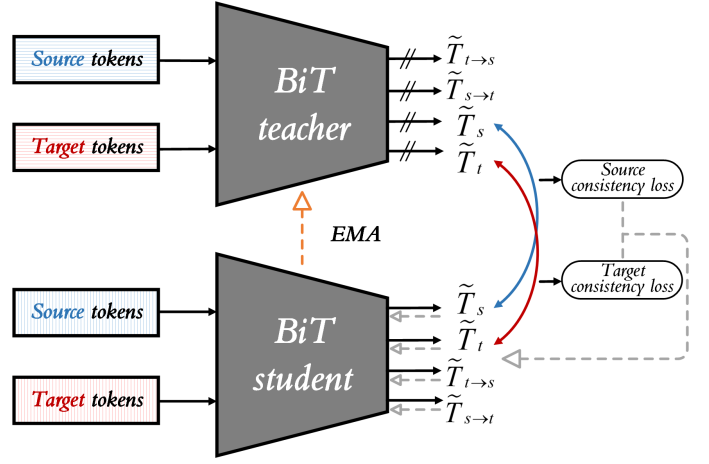 Source tokens
Target tokens
BiT
teacher
T̃ t→s
T̃ s→t
T̃ s
T̃ t
Source
consistency loss
EMA
Target
consistency loss
Source tokens
Target tokens
BiT
student
T̃ s
T̃ t
T̃ t→s
T̃ s→t